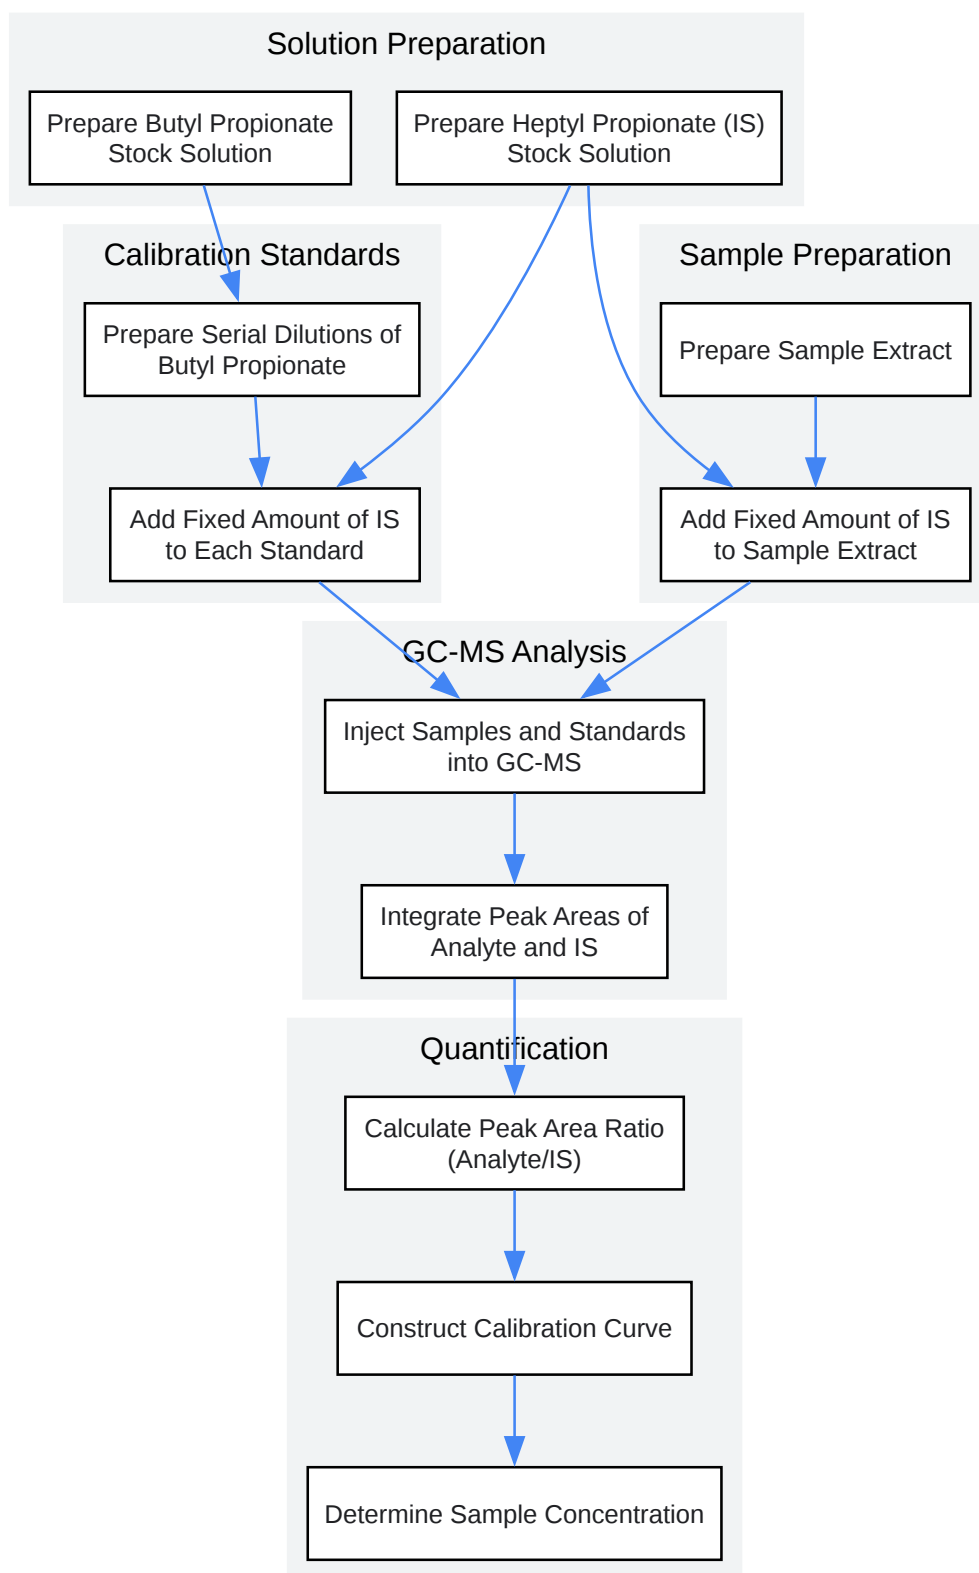 Solution Preparation
Prepare Butyl Propionate
Stock Solution
Prepare Heptyl Propionate (IS)
Stock Solution
Calibration Standards
Prepare Serial Dilutions of
Butyl Propionate
Add Fixed Amount of IS
to Each Standard
Sample Preparation
Prepare Sample Extract
Add Fixed Amount of IS
to Sample Extract
GC-MS Analysis
Inject Samples and Standards
into GC-MS
Integrate Peak Areas of
Analyte and IS
Quantification
Calculate Peak Area Ratio
(Analyte/IS)
Construct Calibration Curve
Determine Sample Concentration